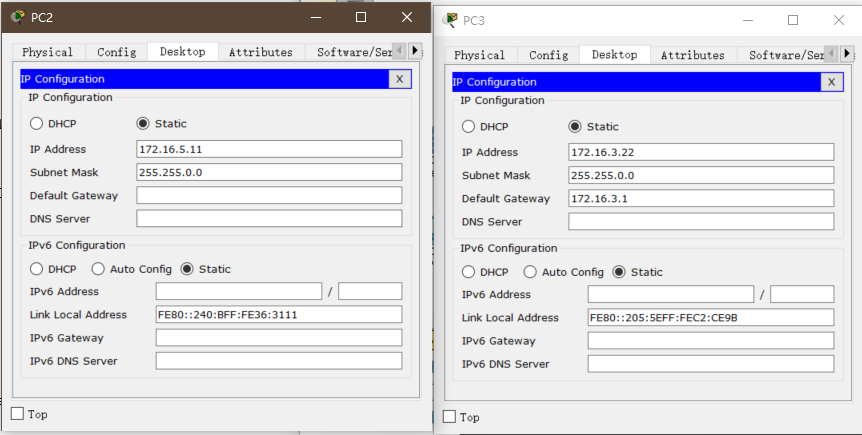 PC2
Physical Config Desktop Attributes Software/Ser
IP Configuration X
IP Configuration
DHCP Static
IP Address 172.16.5.11
Subnet Mask 255.255.0.0
Default Gateway
DNS Server
IPv6 Configuration
DHCP Auto Config Static
IPv6 Address /
Link Local Address FE80::240:BFF:FE36:3111
IPv6 Gateway
IPv6 DNS Server
Top
PC3
Physical Config Desktop Attributes Software/Ser
IP Configuration X
IP Configuration
DHCP Static
IP Address 172.16.3.22
Subnet Mask 255.255.0.0
Default Gateway 172.16.3.1
DNS Server
IPv6 Configuration
DHCP Auto Config Static
IPv6 Address /
Link Local Address FE80::205:5EFF:FEC2:CE9B
IPv6 Gateway
IPv6 DNS Server
Top